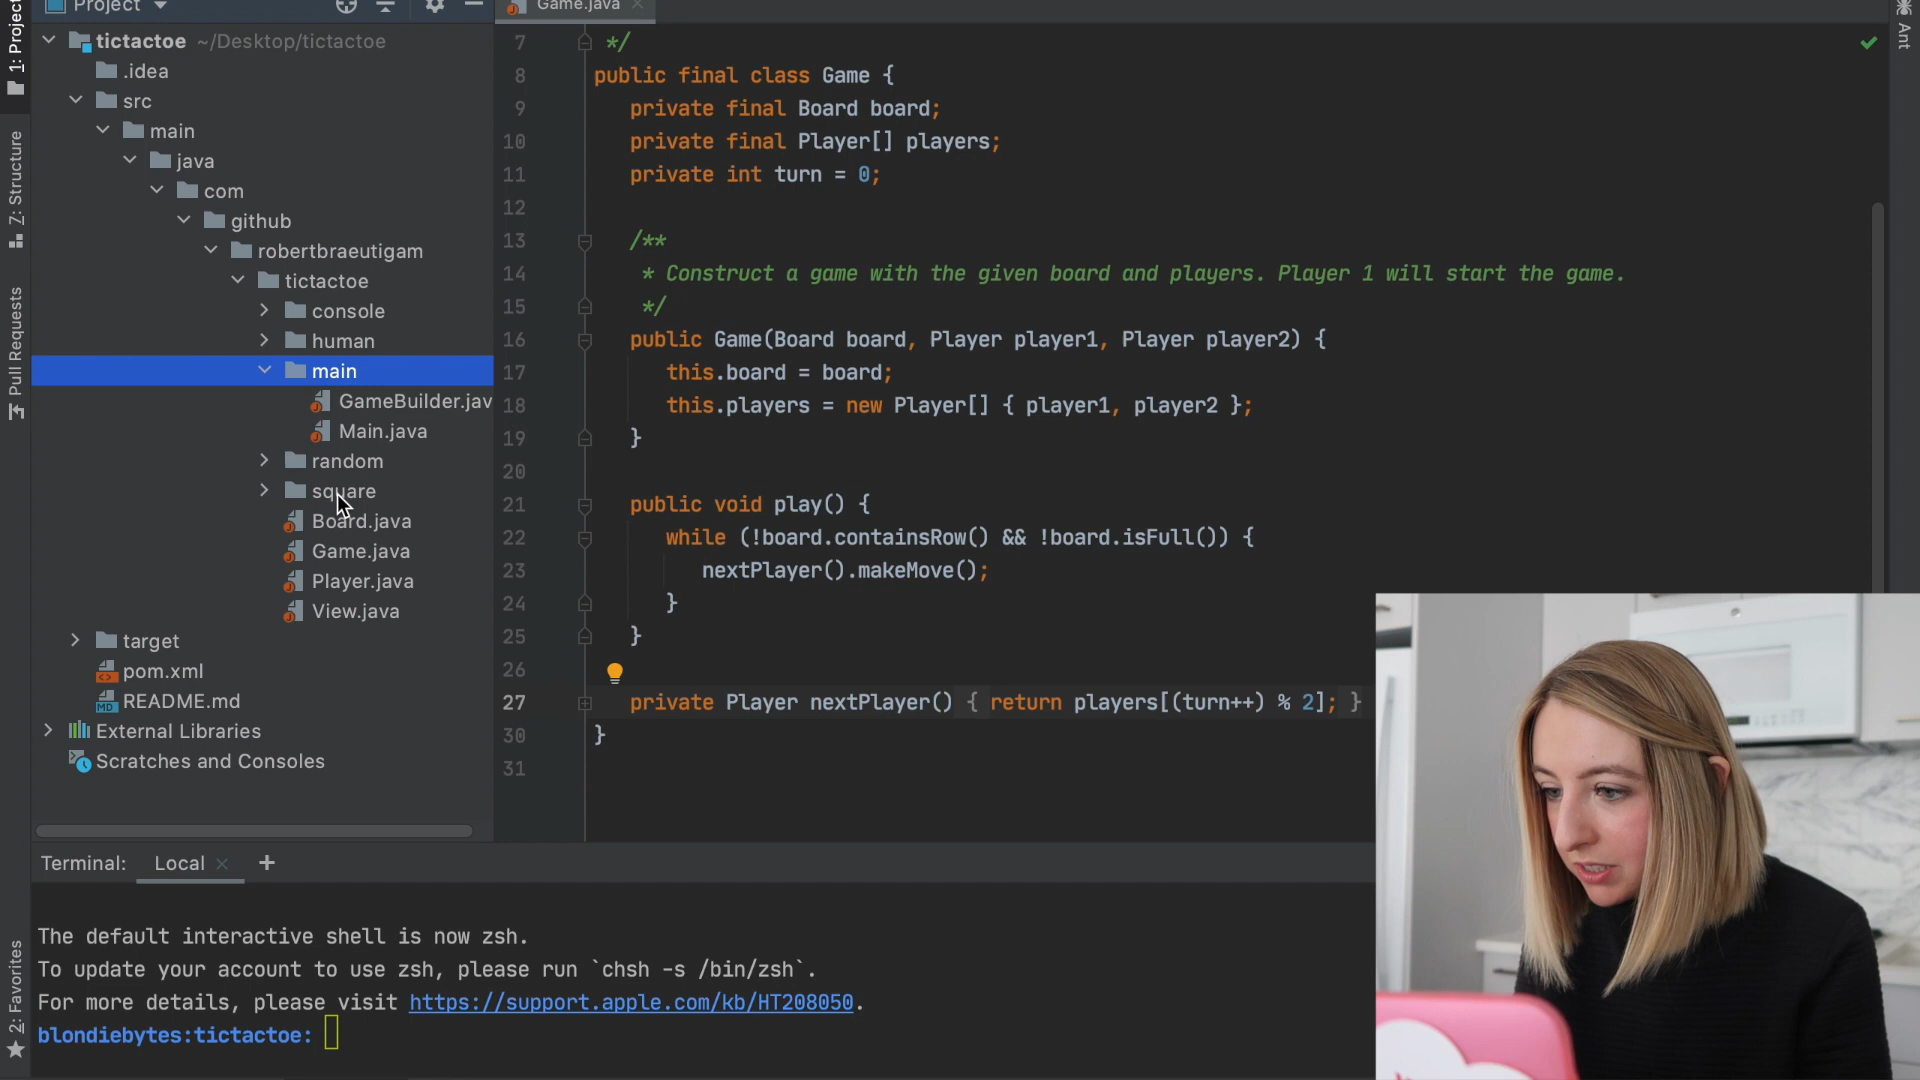 Project
Game.java
1: Project
Z: Structure
Pull Requests
2: Favorites
Ant
tictactoe ~/Desktop/tictactoe
.idea
src
main
java
com
github
robertbraeutigam
tictactoe
console
human
main
GameBuilder.jav
Main.java
random
square
Board.java
Game.java
Player.java
View.java
target
pom.xml
README.md
External Libraries
Scratches and Consoles
7 */
8 public final class Game {
9 private final Board board;
10 private final Player[] players;
11 private int turn = 0;
12
13 /**
14 * Construct a game with the given board and players. Player 1 will start the game.
15 */
16 public Game(Board board, Player player1, Player player2) {
17 this.board = board;
18 this.players = new Player[] { player1, player2 };
19 }
20
21 public void play() {
22 while (!board.containsRow() && !board.isFull()) {
23 nextPlayer().makeMove();
24 }
25 }
26
27 private Player nextPlayer() { return players[(turn++) % 2]; }
30 }
31
Terminal: Local +
The default interactive shell is now zsh.
To update your account to use zsh, please run `chsh -s /bin/zsh`.
For more details, please visit https://support.apple.com/kb/HT208050.
blondiebytes:tictactoe: